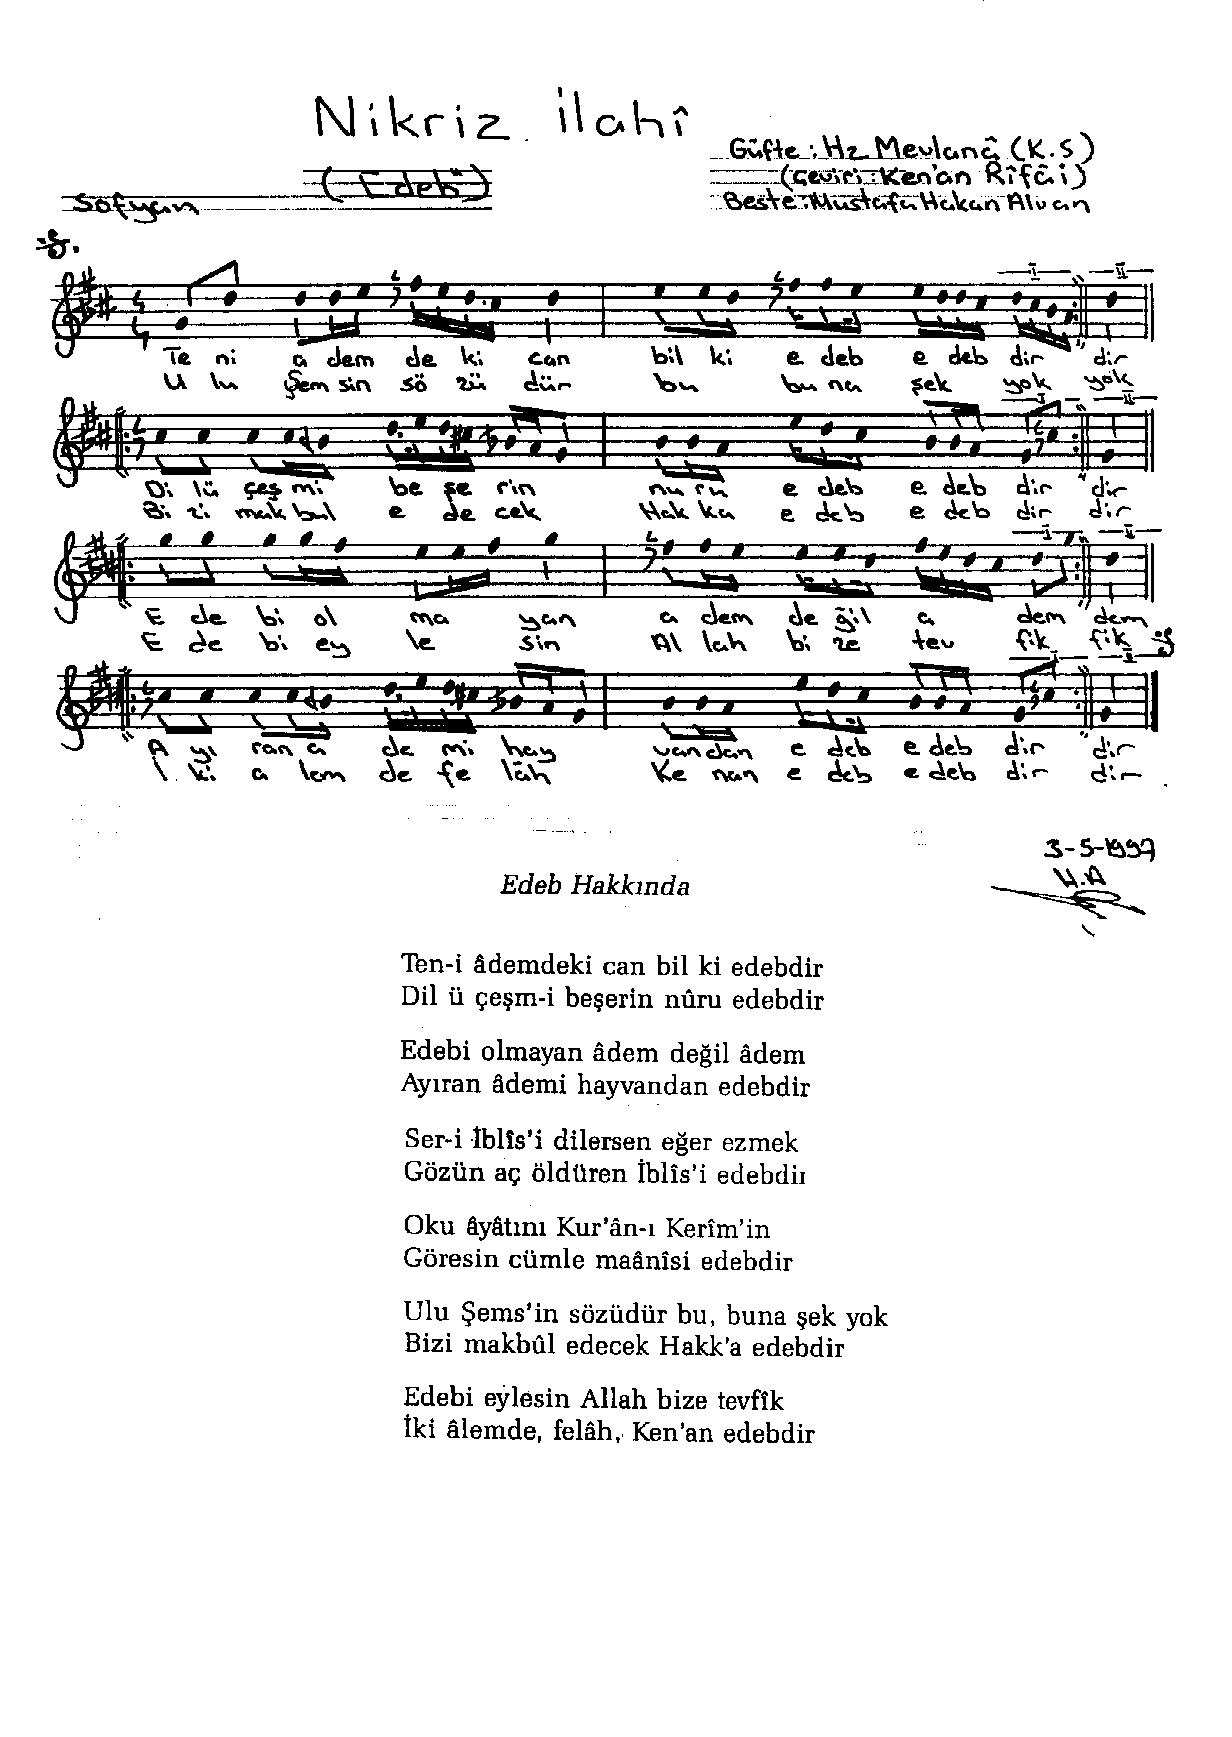 Nikriz İlahî
Güfte : Hz Mevlanâ (K.S)
("Edeb")
(Çeviri : Ken'an Rîfâi)
Sofyan
Beste : Mustafa Hakan Alvan
I II
Te ni a dem de ki can bil ki e deb e deb dir dir
U lu Şem sin sö zü dür bu bu na şek yok yok
I II
Di lü çeş mi be şe rin nu ru e deb e deb dir dir
Bi zi mak bul e de cek Hak ka e deb e deb dir dir
I II
E de bi ol ma yan a dem de ğil a dem dem
E de bi ey le sin Al lah bi ze tev fik fik
I II
A yı ran a de mi hay van dan e deb e deb dir dir
İ ki a lem de fe lâh Ke nan e deb e deb dir dir
3-5-1997
H.A
Edeb Hakkında
Ten-i âdemdeki can bil ki edebdir
Dil ü çeşm-i beşerin nûru edebdir
Edebi olmayan âdem değil âdem
Ayıran âdemi hayvandan edebdir
Ser-i İblîs'i dilersen eğer ezmek
Gözün aç öldüren İblîs'i edebdir
Oku âyâtını Kur'ân-ı Kerîm'in
Göresin cümle maânîsi edebdir
Ulu Şems'in sözüdür bu, buna şek yok
Bizi makbûl edecek Hakk'a edebdir
Edebi eylesin Allah bize tevfîk
İki âlemde, felâh, Ken'an edebdir